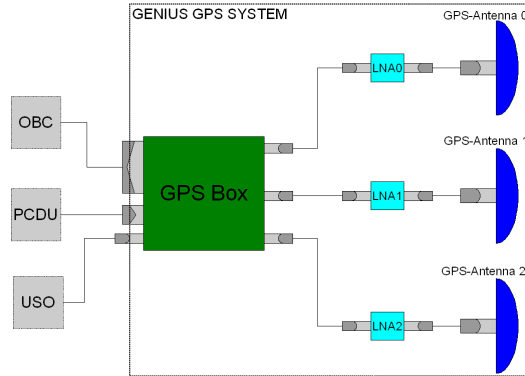 GENIUS GPS SYSTEM
GPS-Antenna 0
LNA0
OBC
GPS-Antenna 1
GPS Box
LNA1
PCDU
GPS-Antenna 2
USO
LNA2